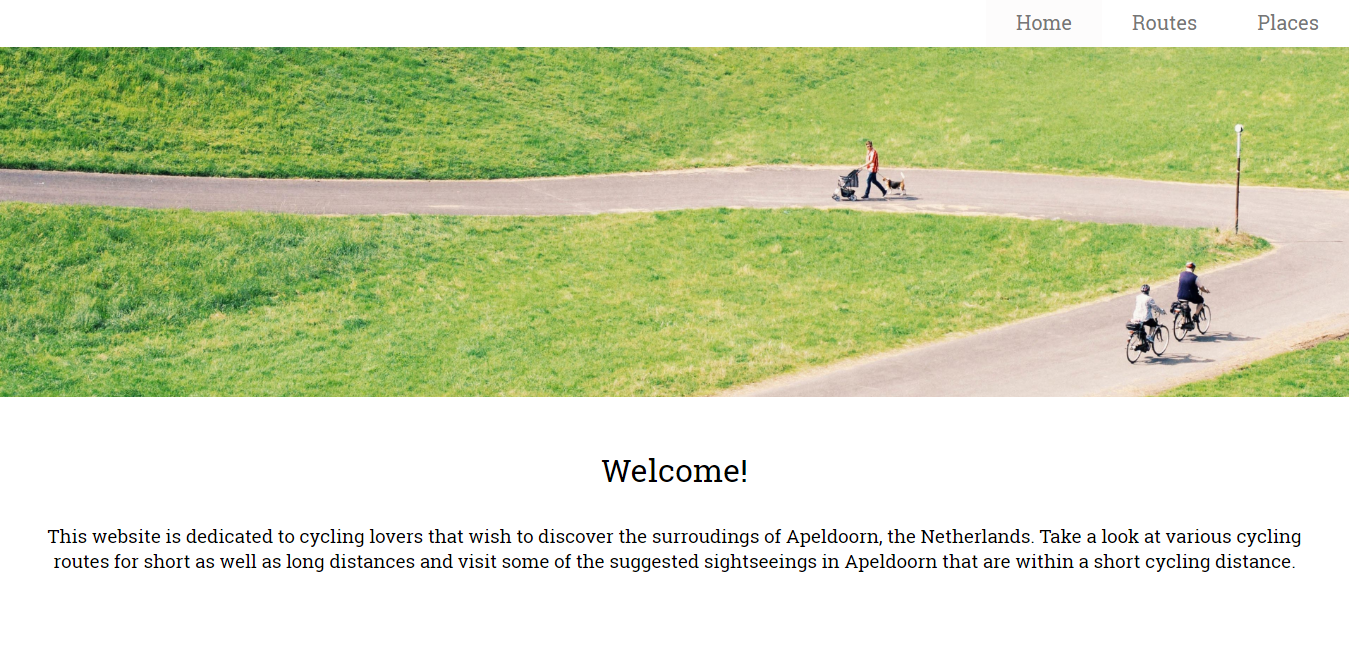 Home Routes Places
Welcome!
This website is dedicated to cycling lovers that wish to discover the surroudings of Apeldoorn, the Netherlands. Take a look at various cycling
routes for short as well as long distances and visit some of the suggested sightseeings in Apeldoorn that are within a short cycling distance.